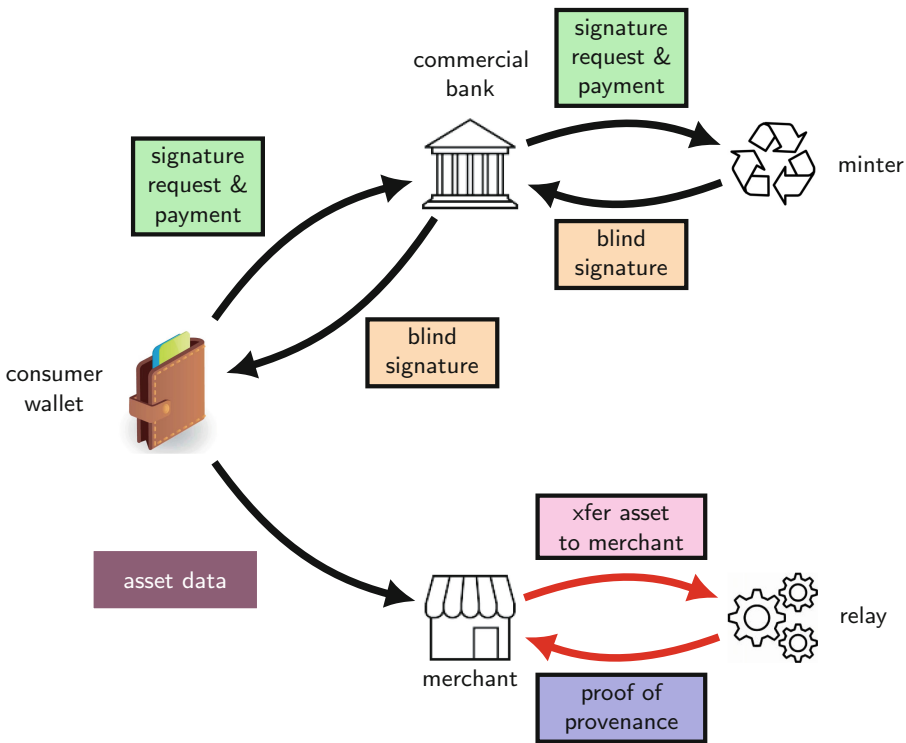 signature
request &
payment
commercial
bank
minter
signature
request &
payment
blind
signature
blind
signature
consumer
wallet
xfer asset
to merchant
asset data
relay
merchant
proof of
provenance